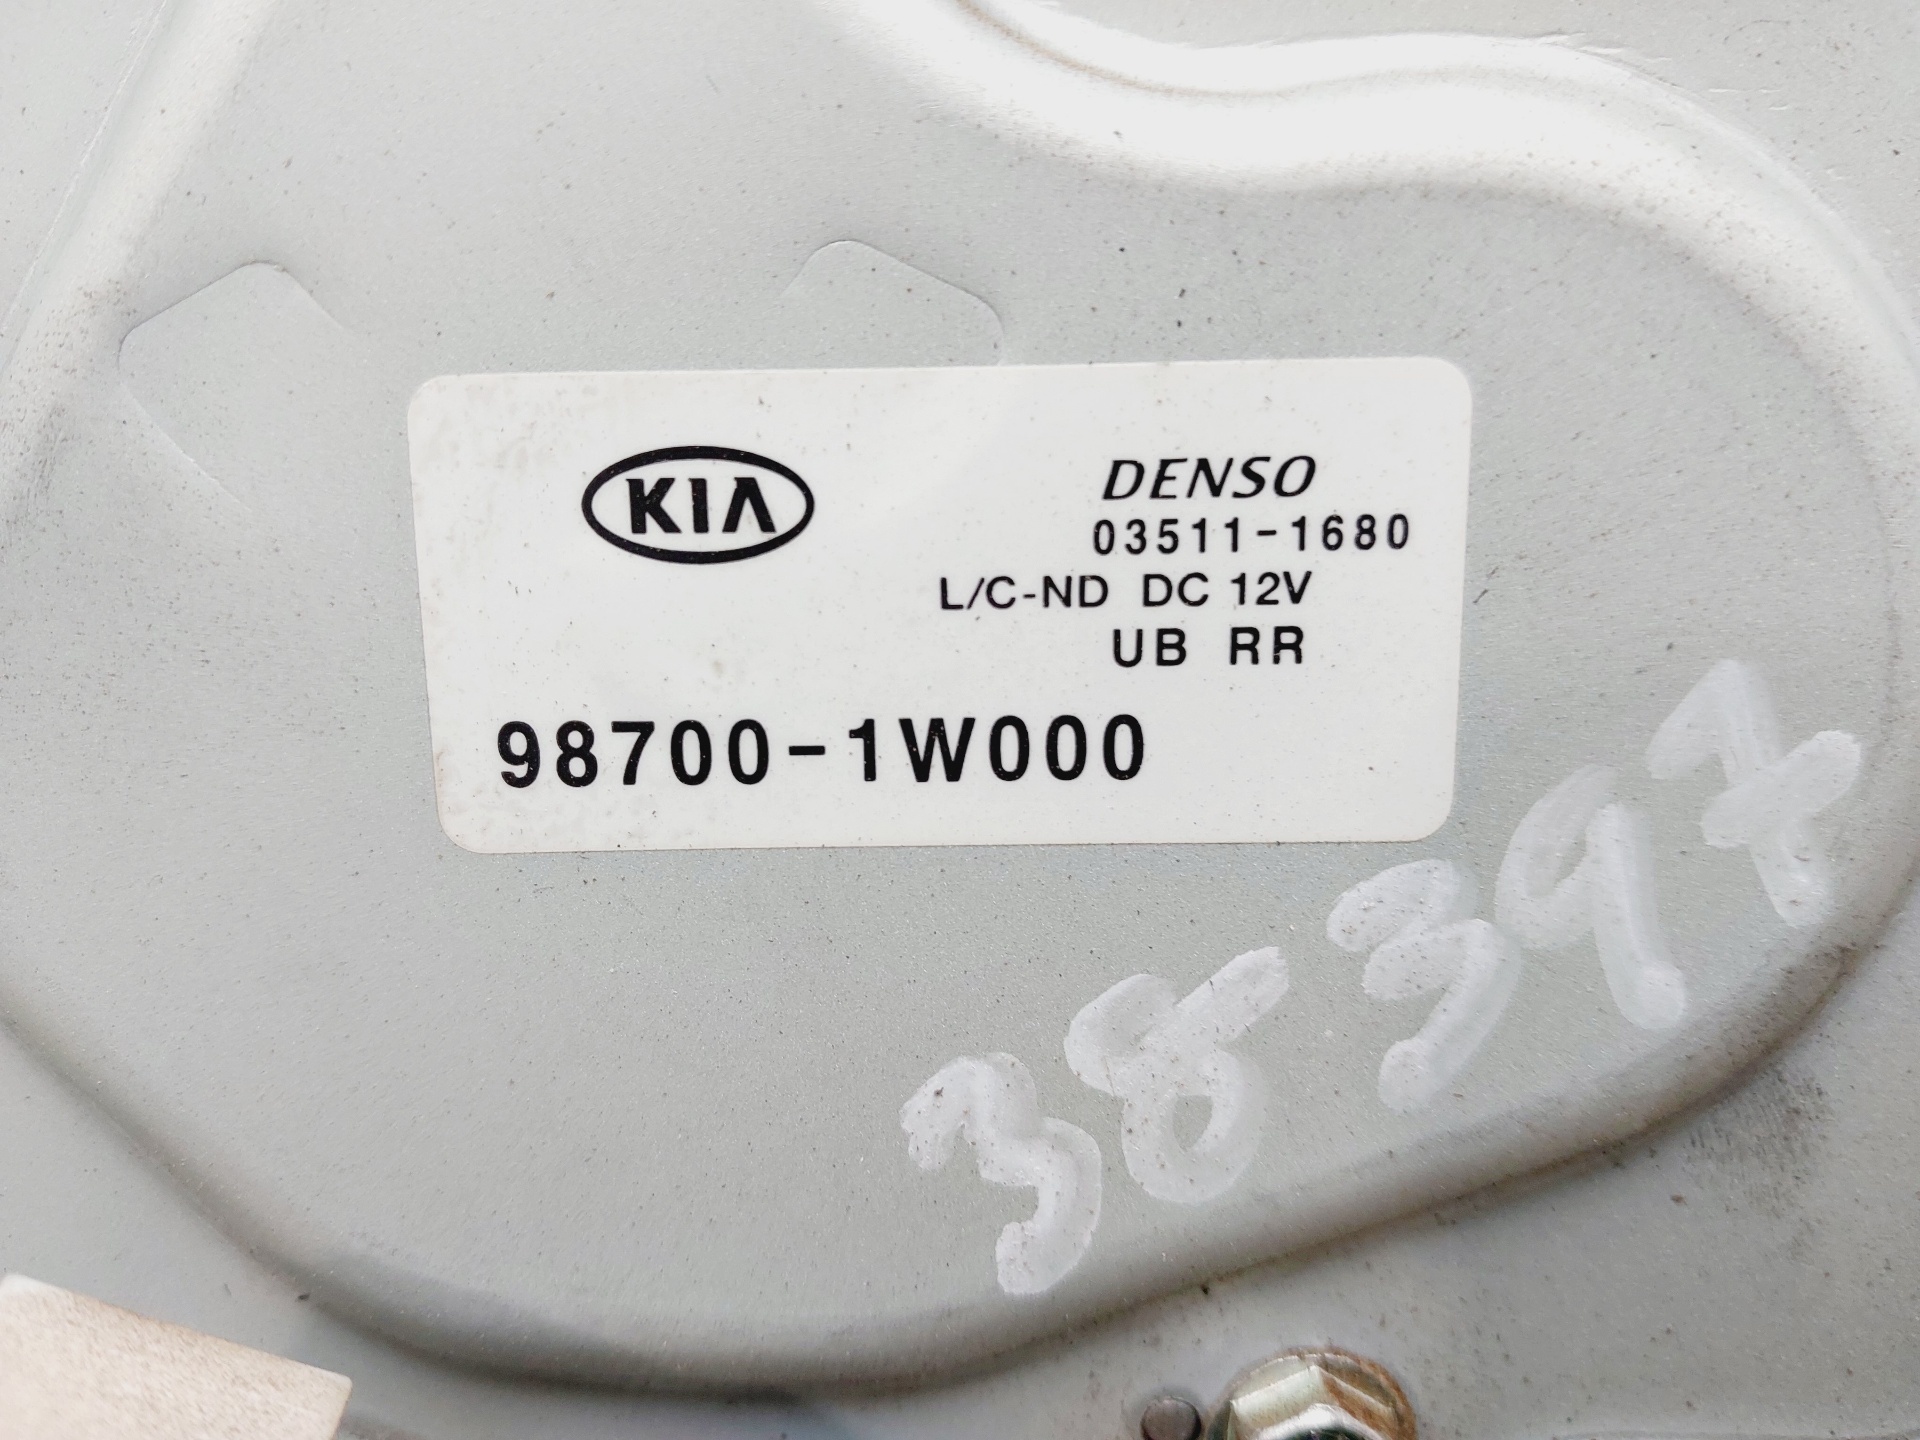 KIA
DENSO
03511-1680
L/C-ND DC 12V
UB RR
98700-1W000
38397